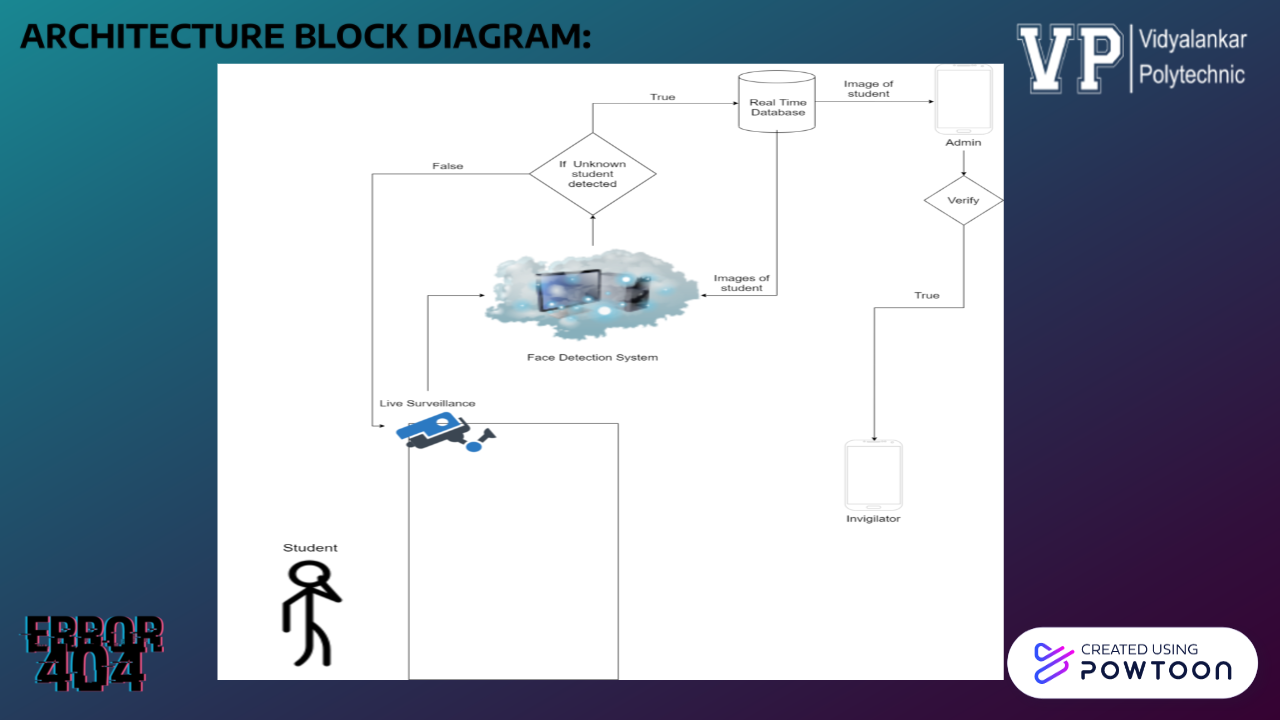 ARCHITECTURE BLOCK DIAGRAM:
VP
Vidyalankar
Polytechnic
True
Real Time
Database
Image of
student
Admin
False
If Unknown
student
detected
Verify
Images of
student
True
Face Detection System
Live Surveillance
Invigilator
Student
ERROR
404
CREATED USING
POWTOON